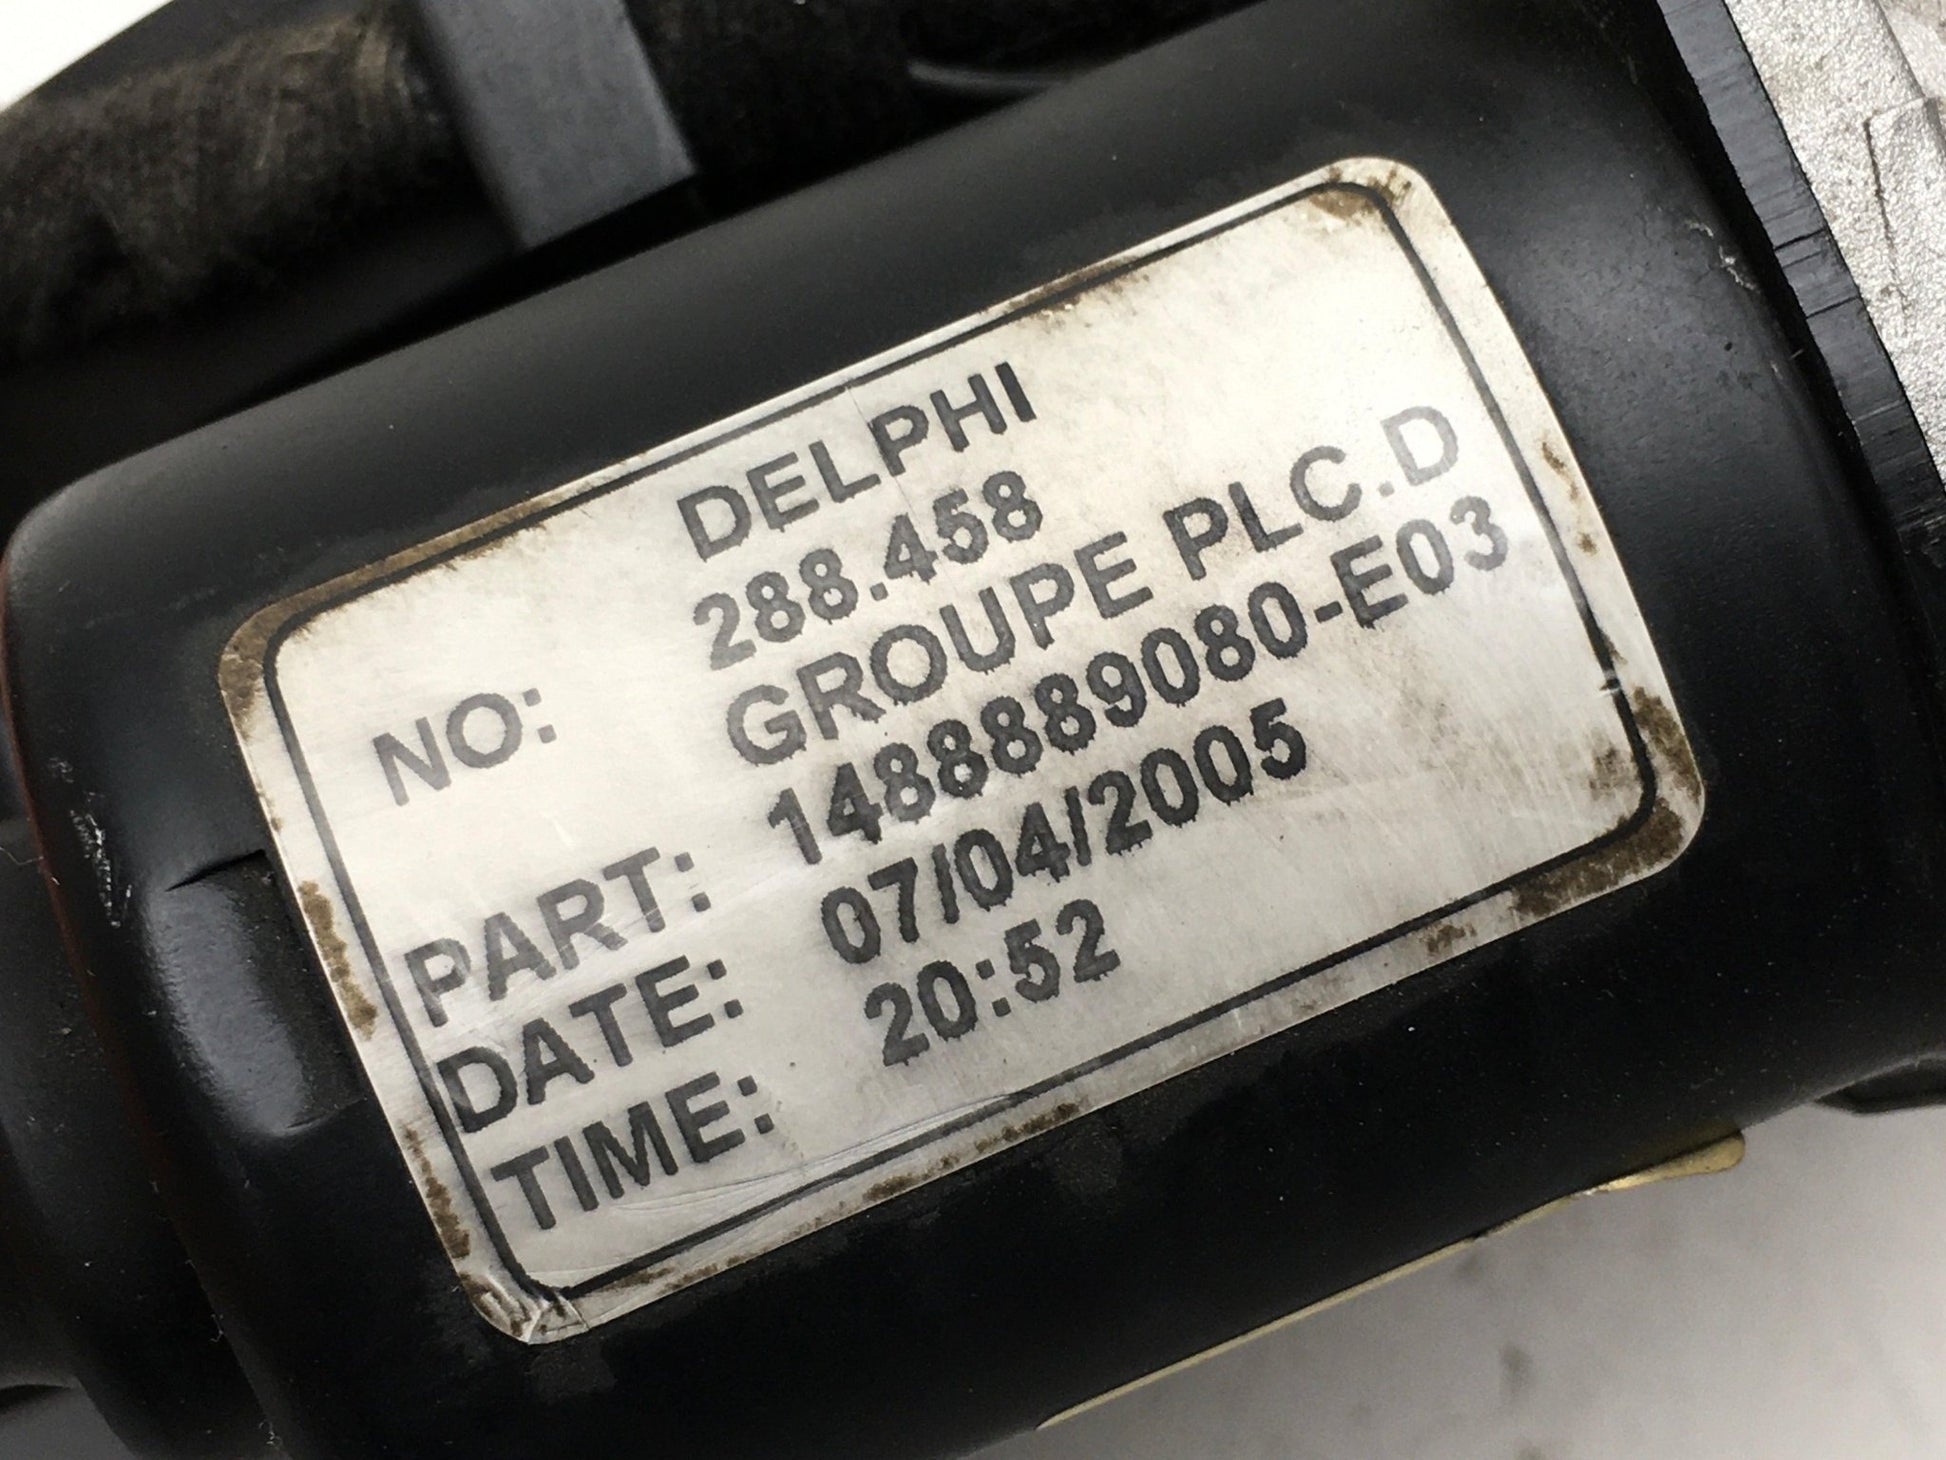 DELPHI
288.458
NO: GROUPE PLC.D
1488889080-E03
PART: 07/04/2005
DATE: 20:52
TIME: